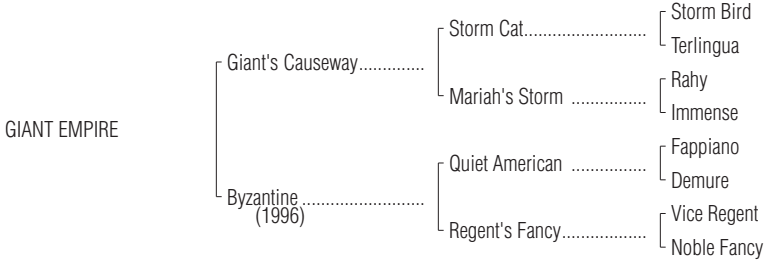 Storm Bird
Storm Cat.........................
Terlingua
Giant's Causeway..............
Rahy
Mariah's Storm ................
Immense
GIANT EMPIRE
Fappiano
Quiet American ................
Demure
Byzantine ..........................
(1996)
Vice Regent
Regent's Fancy..................
Noble Fancy